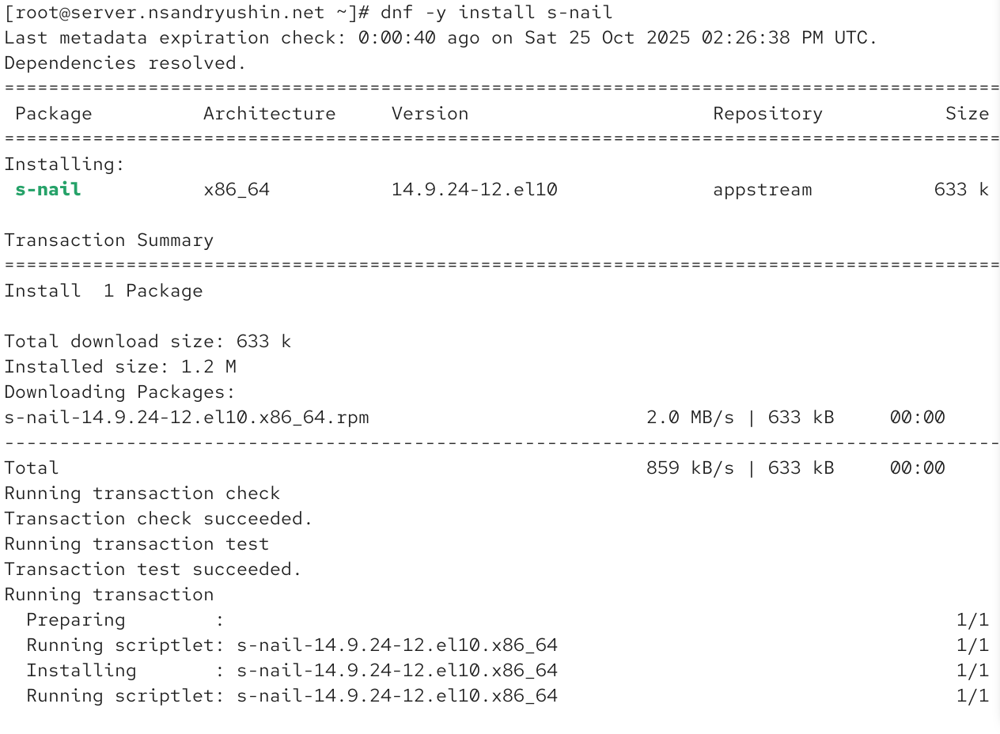 [root@server.nsandryushin.net ~]# dnf -y install s-nail
Last metadata expiration check: 0:00:40 ago on Sat 25 Oct 2025 02:26:38 PM UTC.
Dependencies resolved.
==========================================================================================
 Package          Architecture     Version                      Repository           Size
==========================================================================================
Installing:
 s-nail           x86_64           14.9.24-12.el10              appstream           633 k

Transaction Summary
==========================================================================================
Install  1 Package

Total download size: 633 k
Installed size: 1.2 M
Downloading Packages:
s-nail-14.9.24-12.el10.x86_64.rpm                         2.0 MB/s | 633 kB     00:00
------------------------------------------------------------------------------------------
Total                                                     859 kB/s | 633 kB     00:00
Running transaction check
Transaction check succeeded.
Running transaction test
Transaction test succeeded.
Running transaction
  Preparing        :                                                                  1/1
  Running scriptlet: s-nail-14.9.24-12.el10.x86_64                                    1/1
  Installing       : s-nail-14.9.24-12.el10.x86_64                                    1/1
  Running scriptlet: s-nail-14.9.24-12.el10.x86_64                                    1/1